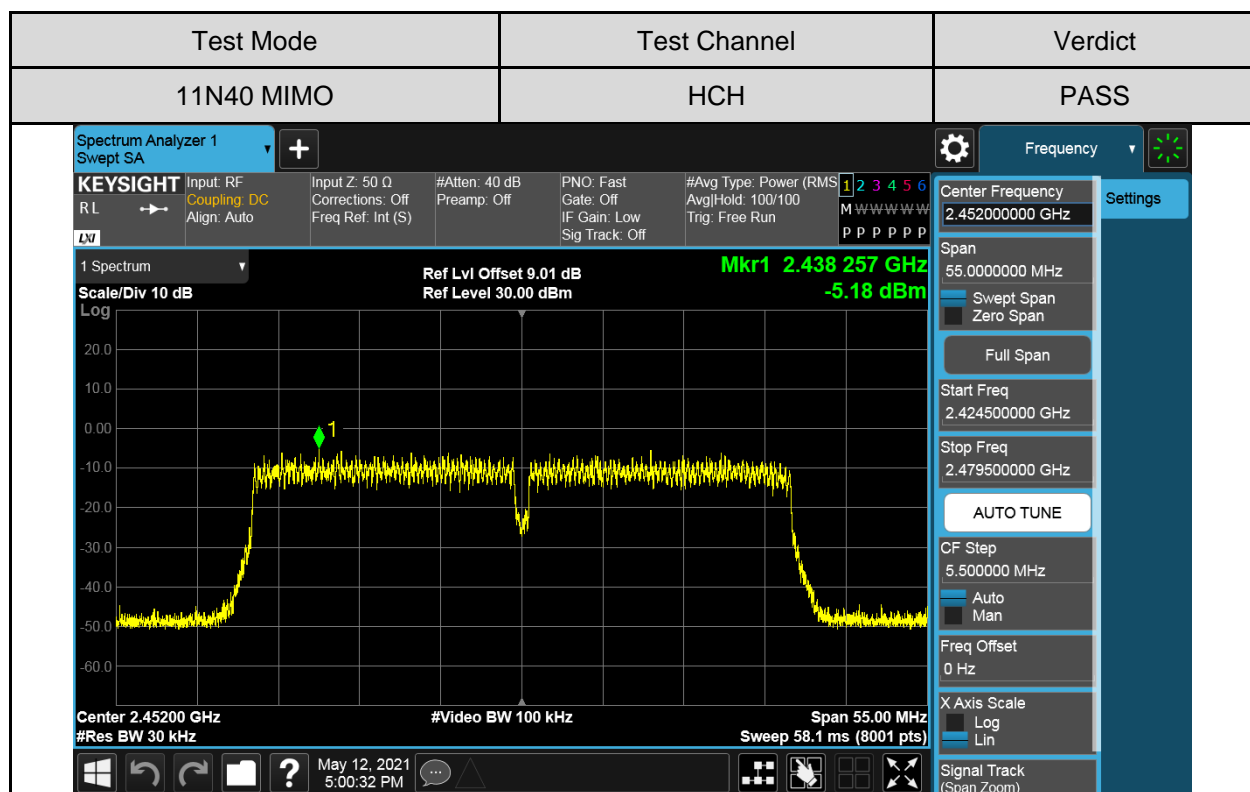 Test Mode Test Channel Verdict
11N40 MIMO HCH PASS
Spectrum Analyzer 1
Swept SA
+
Frequency
KEYSIGHT Input: RF Input Z: 50 Ω #Atten: 40 dB PNO: Fast #Avg Type: Power (RMS 1 2 3 4 5 6
RL Coupling: DC Corrections: Off Preamp: Off Gate: Off Avg|Hold: 100/100 M W W W W W
Align: Auto Freq Ref: Int (S) IF Gain: Low Trig: Free Run
LXI Sig Track: Off P P P P P P
1 Spectrum Ref Lvl Offset 9.01 dB Mkr1 2.438 257 GHz
Scale/Div 10 dB Ref Level 30.00 dBm -5.18 dBm
Log
20.0
10.0
0.00
1
-10.0
-20.0
-30.0
-40.0
-50.0
-60.0
Center 2.45200 GHz #Video BW 100 kHz Span 55.00 MHz
#Res BW 30 kHz Sweep 58.1 ms (8001 pts)
? May 12, 2021
5:00:32 PM
Center Frequency
2.452000000 GHz
Settings
Span
55.0000000 MHz
Swept Span
Zero Span
Full Span
Start Freq
2.424500000 GHz
Stop Freq
2.479500000 GHz
AUTO TUNE
CF Step
5.500000 MHz
Auto
Man
Freq Offset
0 Hz
X Axis Scale
Log
Lin
Signal Track
(Span Zoom)